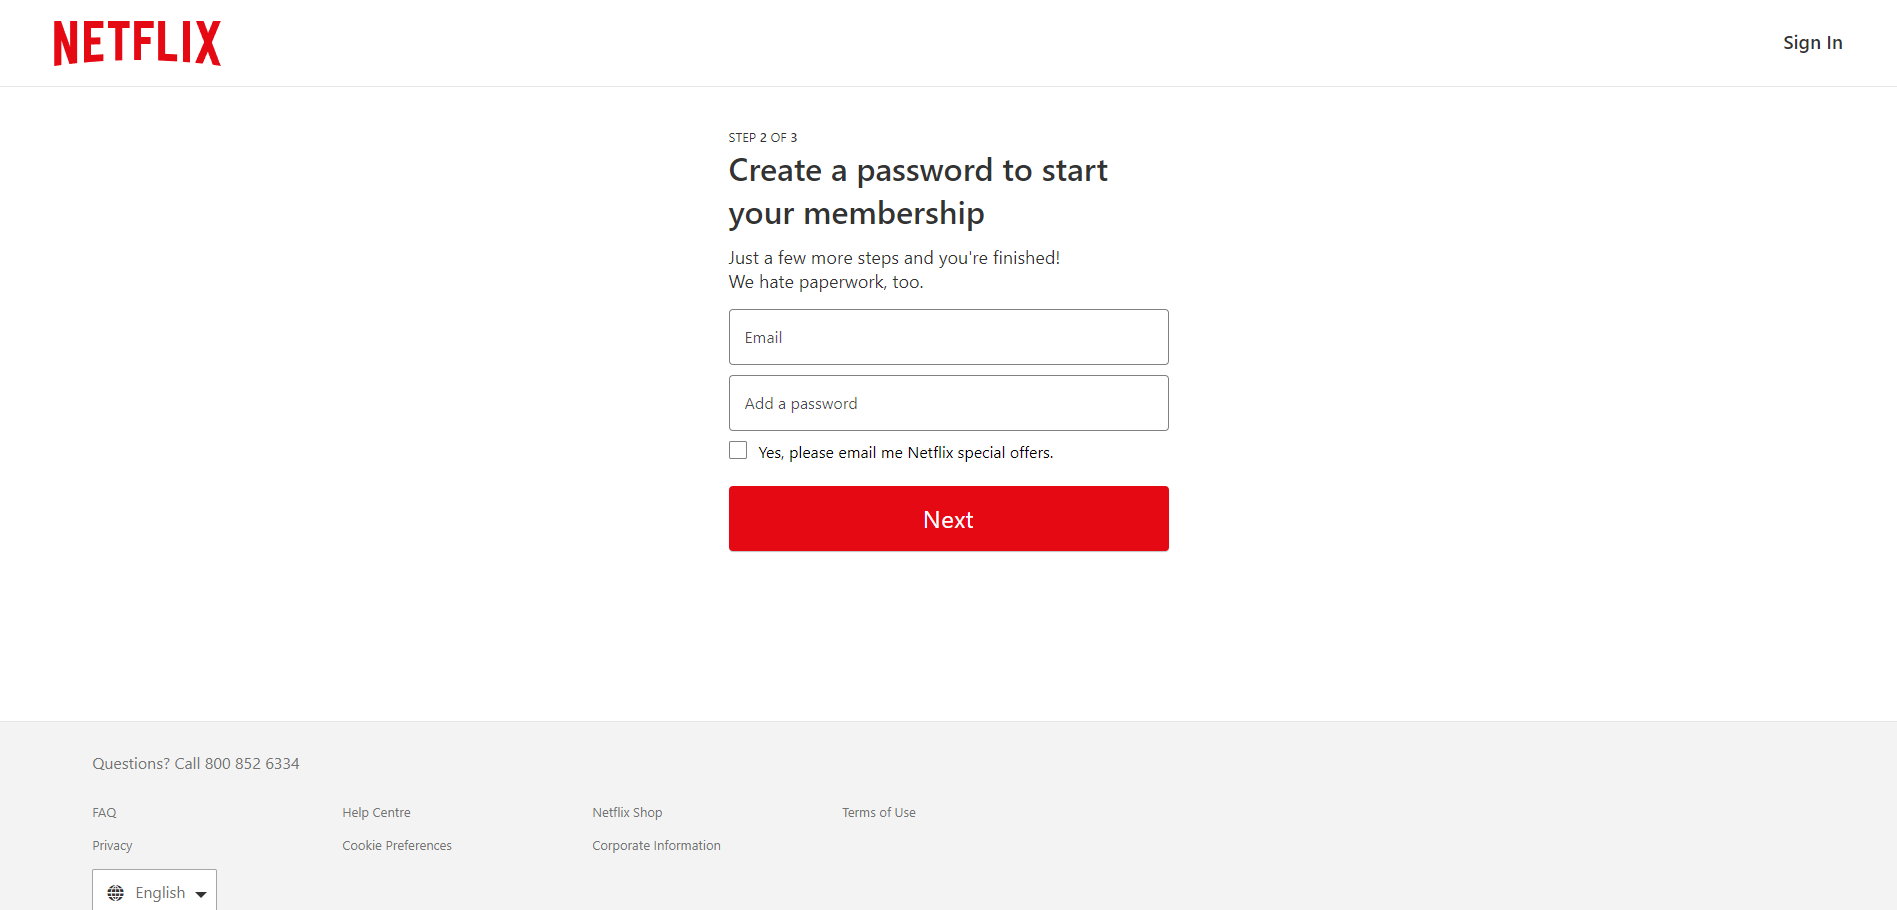 NETFLIX
Sign In
STEP 2 OF 3
Create a password to start
your membership
Just a few more steps and you're finished!
We hate paperwork, too.
Email
Add a password
Yes, please email me Netflix special offers.
Next
Questions? Call 800 852 6334
FAQ
Help Centre
Netflix Shop
Terms of Use
Privacy
Cookie Preferences
Corporate Information
English